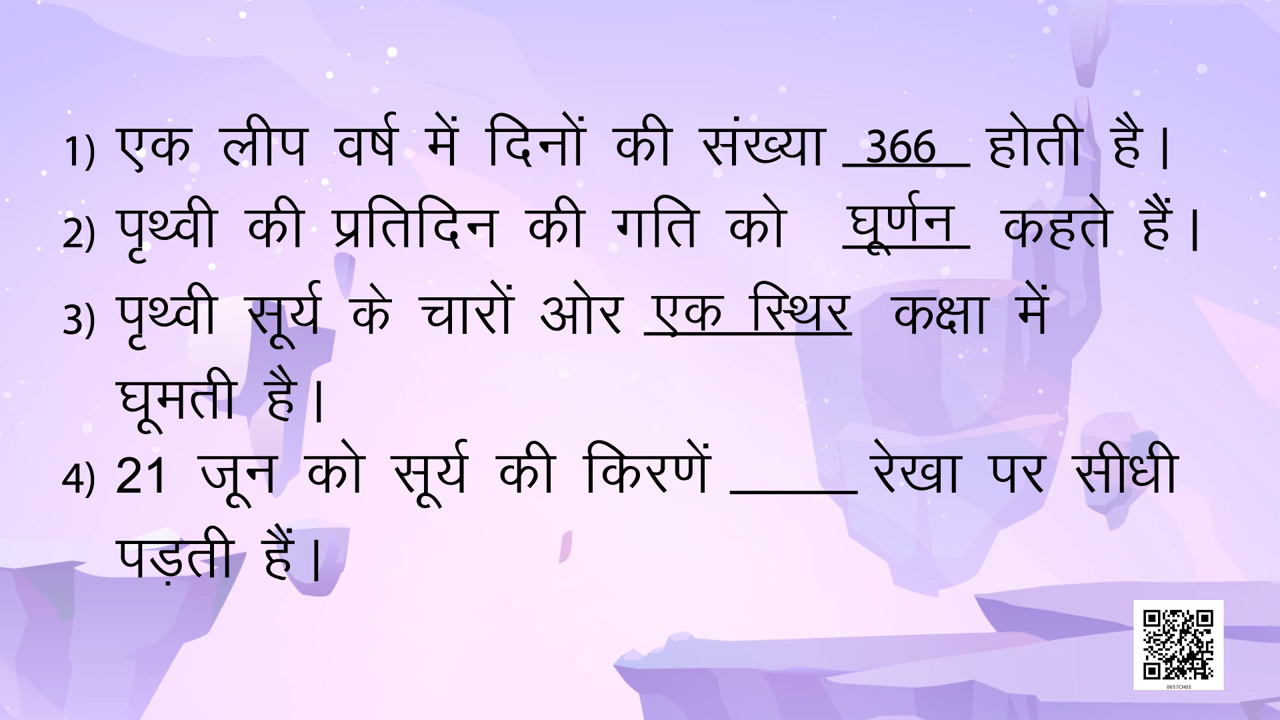 1) एक लीप वर्ष में दिनों की संख्या 366 होती है|
2) पृथ्वी की प्रतिदिन की गति को घूर्णन कहते हैं|
3) पृथ्वी सूर्य के चारों ओर एक स्थिर कक्षा में
घूमती है|
4) 21 जून को सूर्य की किरणें _____ रेखा पर सीधी
पड़ती हैं|
0657CH03